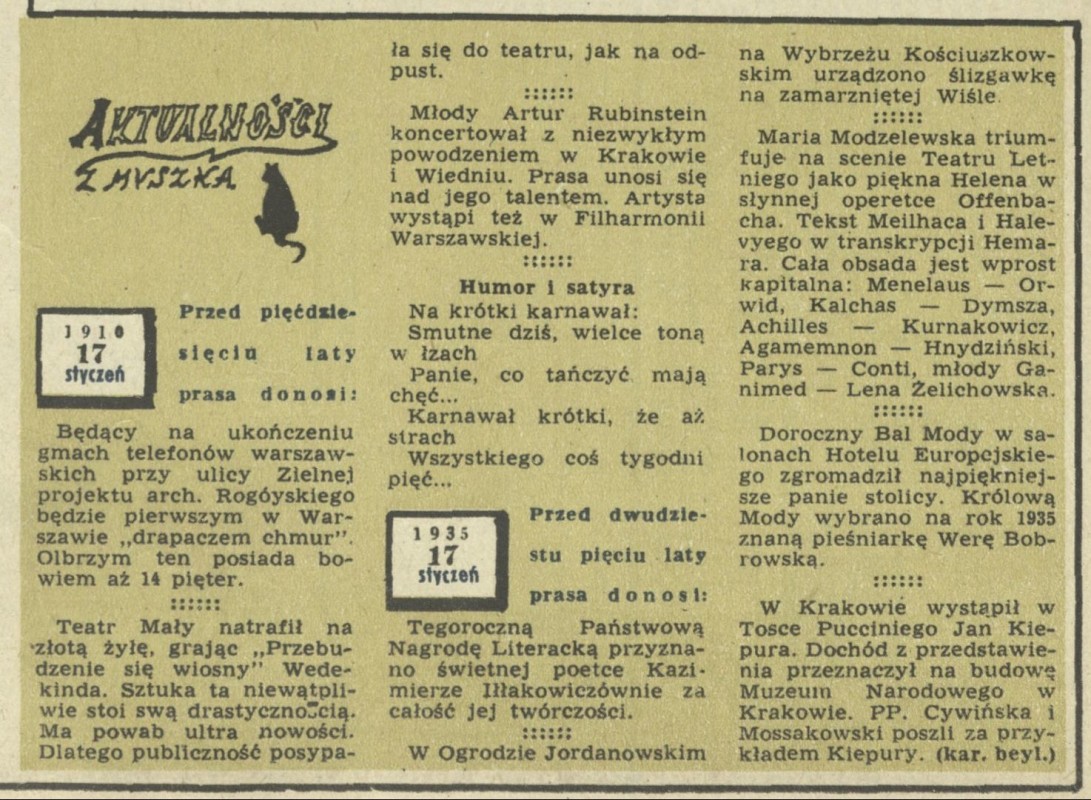 AKTUALNOŚCI
Z MYSZKĄ
1910
17
styczeń
Przed pięćdzie-
sięciu laty
prasa donosi:
Będący na ukończeniu
gmach telefonów warszaw-
skich przy ulicy Zielnej
projektu arch. Rogóyskiego
będzie pierwszym w War-
szawie „drapaczem chmur”.
Olbrzym ten posiada bo-
wiem aż 14 pięter.
::::::
Teatr Mały natrafił na
złotą żyłę, grając „Przebu-
dzenie się wiosny” Wede-
kinda. Sztuka ta niewątpli-
wie stoi swą drastycznością.
Ma powab ultra nowości.
Dlatego publiczność posypa-
ła się do teatru, jak na od-
pust.
::::::
Młody Artur Rubinstein
koncertował z niezwykłym
powodzeniem w Krakowie
i Wiedniu. Prasa unosi się
nad jego talentem. Artysta
wystąpi też w Filharmonii
Warszawskiej.
::::::
Humor i satyra
Na krótki karnawał:
Smutne dziś, wielce toną
w łzach
Panie, co tańczyć mają
chęć...
Karnawał krótki, że aż
strach
Wszystkiego coś tygodni
pięć...
1935
17
styczeń
Przed dwudzie-
stu pięciu laty
prasa donosi:
Tegoroczną Państwową
Nagrodę Literacką przyzna-
no świetnej poetce Kazi-
mierze Iłłakowiczównie za
całość jej twórczości.
::::::
W Ogrodzie Jordanowskim
na Wybrzeżu Kościuszkow-
skim urządzono ślizgawkę
na zamarzniętej Wiśle.
::::::
Maria Modzelewska trium-
fuje na scenie Teatru Let-
niego jako piękna Helena w
słynnej operetce Offenba-
cha. Tekst Meilhaca i Hale-
vyego w transkrypcji Hema-
ra. Cała obsada jest wprost
kapitalna: Menelaus — Or-
wid, Kalchas — Dymsza,
Achilles — Kurnakowicz,
Agamemnon — Hnydziński,
Parys — Conti, młody Ga-
nimed — Lena Żelichowska.
::::::
Doroczny Bal Mody w sa-
lonach Hotelu Europejskie-
go zgromadził najpiękniej-
sze panie stolicy. Królową
Mody wybrano na rok 1935
znaną pieśniarkę Werę Bob-
rowską.
::::::
W Krakowie wystąpił w
Tosce Pucciniego Jan Kie-
pura. Dochód z przedstawie-
nia przeznaczył na budowę
Muzeum Narodowego w
Krakowie. PP. Cywińska i
Mossakowski poszli za przy-
kładem Kiepury. (kar. beyl.)